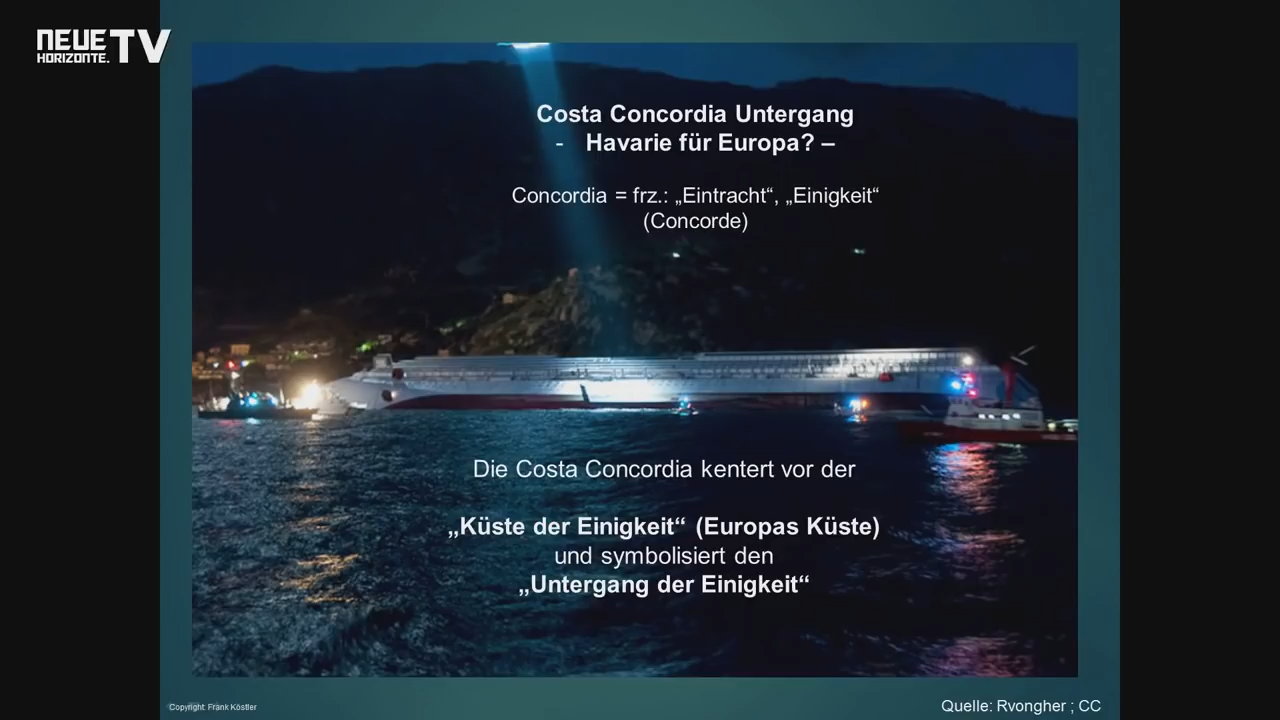 NEUE TV
HORIZONTE.
Costa Concordia Untergang
- Havarie für Europa? –
Concordia = frz.: „Eintracht“, „Einigkeit“
(Concorde)
Die Costa Concordia kentert vor der
„Küste der Einigkeit“ (Europas Küste)
und symbolisiert den
„Untergang der Einigkeit“
Copyright: Frank Köstler
Quelle: Rvongher ; CC